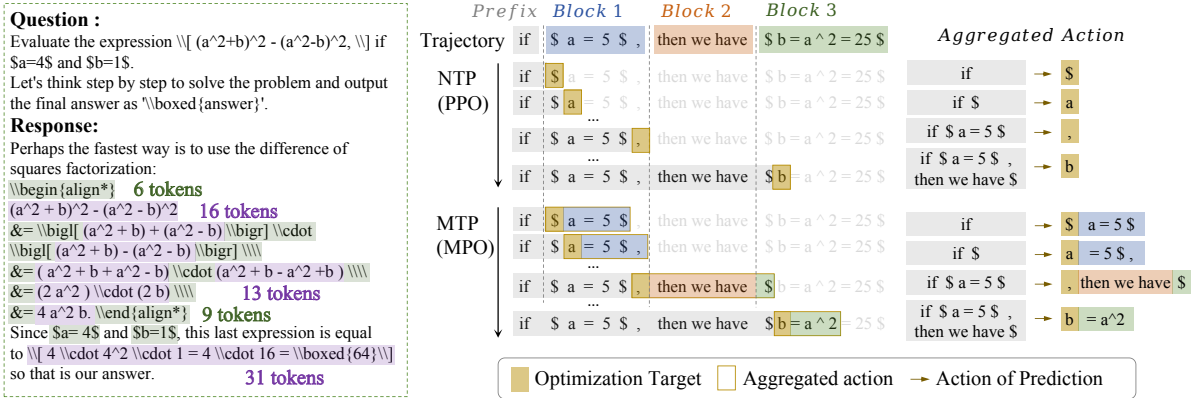 Question :
Evaluate the expression \\[ (a^2+b)^2 - (a^2-b)^2, \\] if
$a=4$ and $b=1$.
Let's think step by step to solve the problem and output
the final answer as '\\boxed{answer}'.
Response :
Perhaps the fastest way is to use the difference of
squares factorization:
\\begin{align*} 6 tokens
(a^2 + b)^2 - (a^2 - b)^2 16 tokens
&= \\bigl[ (a^2 + b) + (a^2 - b) \\bigr] \\cdot
\\bigl[ (a^2 + b) - (a^2 - b) \\bigr] \\\\
&= ( a^2 + b + a^2 - b) \\cdot (a^2 + b - a^2 +b ) \\\\
&= (2 a^2 ) \\cdot (2 b) \\\\ 13 tokens
&= 4 a^2 b. \\end{align*} 9 tokens
Since $a= 4$ and $b=1$, this last expression is equal
to \\[ 4 \\cdot 4^2 \\cdot 1 = 4 \\cdot 16 = \\boxed{64}\\]
so that is our answer. 31 tokens
Prefix Block 1 Block 2 Block 3
Trajectory if $ a = 5 $ , then we have $ b = a ^ 2 = 25 $
NTP
(PPO)
if $ a = 5 $ , then we have $ b = a ^ 2 = 25 $
if $ a = 5 $ , then we have $ b = a ^ 2 = 25 $
...
if $ a = 5 $ , then we have $ b = a ^ 2 = 25 $
...
if $ a = 5 $ , then we have $ b = a ^ 2 = 25 $
MTP
(MPO)
if $ a = 5 $ , then we have $ b = a ^ 2 = 25 $
if $ a = 5 $ , then we have $ b = a ^ 2 = 25 $
...
if $ a = 5 $ , then we have $ b = a ^ 2 = 25 $
...
if $ a = 5 $ , then we have $ b = a ^ 2 = 25 $
Aggregated Action
if → $
if $ → a
if $ a = 5 $ → ,
if $ a = 5 $ ,
then we have $ → b
if → $ a = 5 $
if $ → a = 5 $ ,
if $ a = 5 $ → , then we have $
if $ a = 5 $ ,
then we have $ → b = a^2
Optimization Target Aggregated action → Action of Prediction